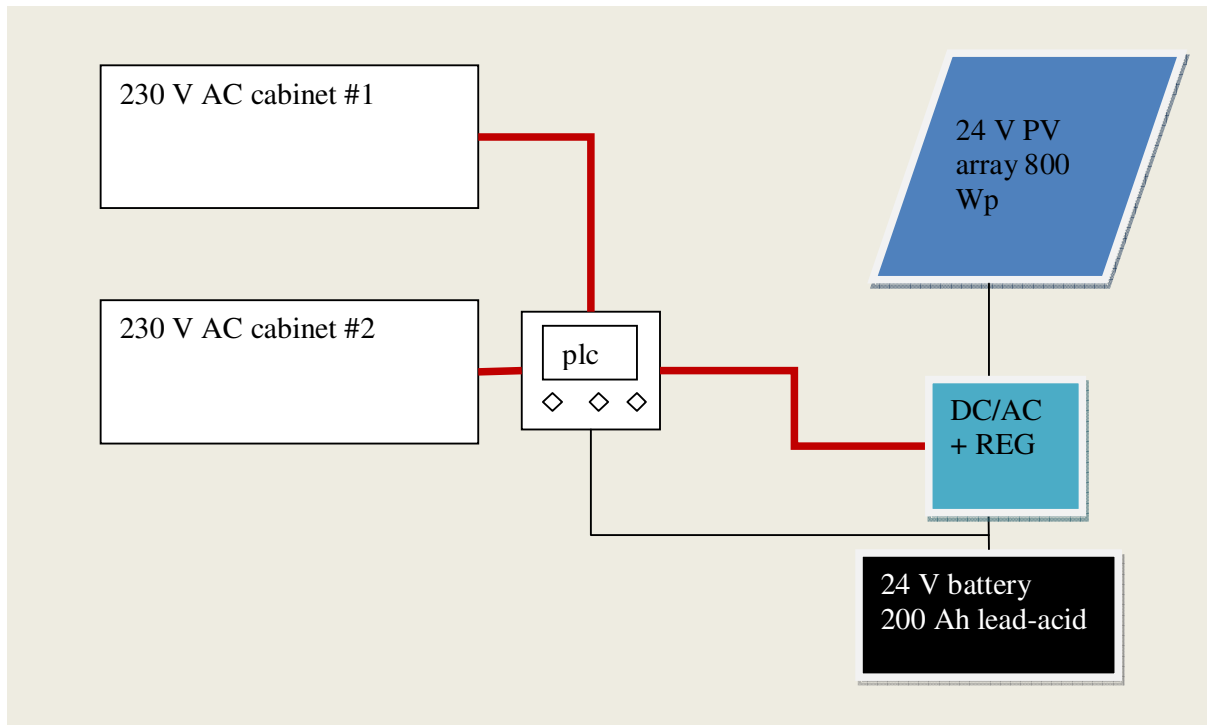 230 V AC cabinet #1
24 V PV
array 800
Wp
230 V AC cabinet #2
plc
DC/AC
+ REG
24 V battery
200 Ah lead-acid